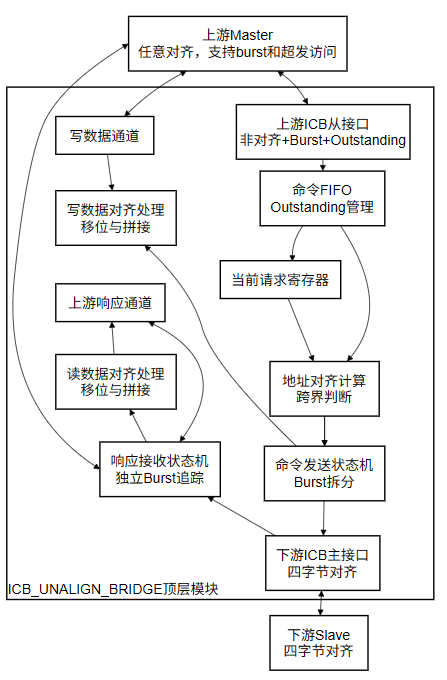 上游Master
任意对齐，支持burst和超发访问
写数据通道
上游ICB从接口
非对齐+Burst+Outstanding
命令FIFO
Outstanding管理
写数据对齐处理
移位与拼接
当前请求寄存器
上游响应通道
地址对齐计算
跨界判断
读数据对齐处理
移位与拼接
响应接收状态机
独立Burst追踪
命令发送状态机
Burst拆分
下游ICB主接口
四字节对齐
ICB_UNALIGN_BRIDGE顶层模块
下游Slave
四字节对齐